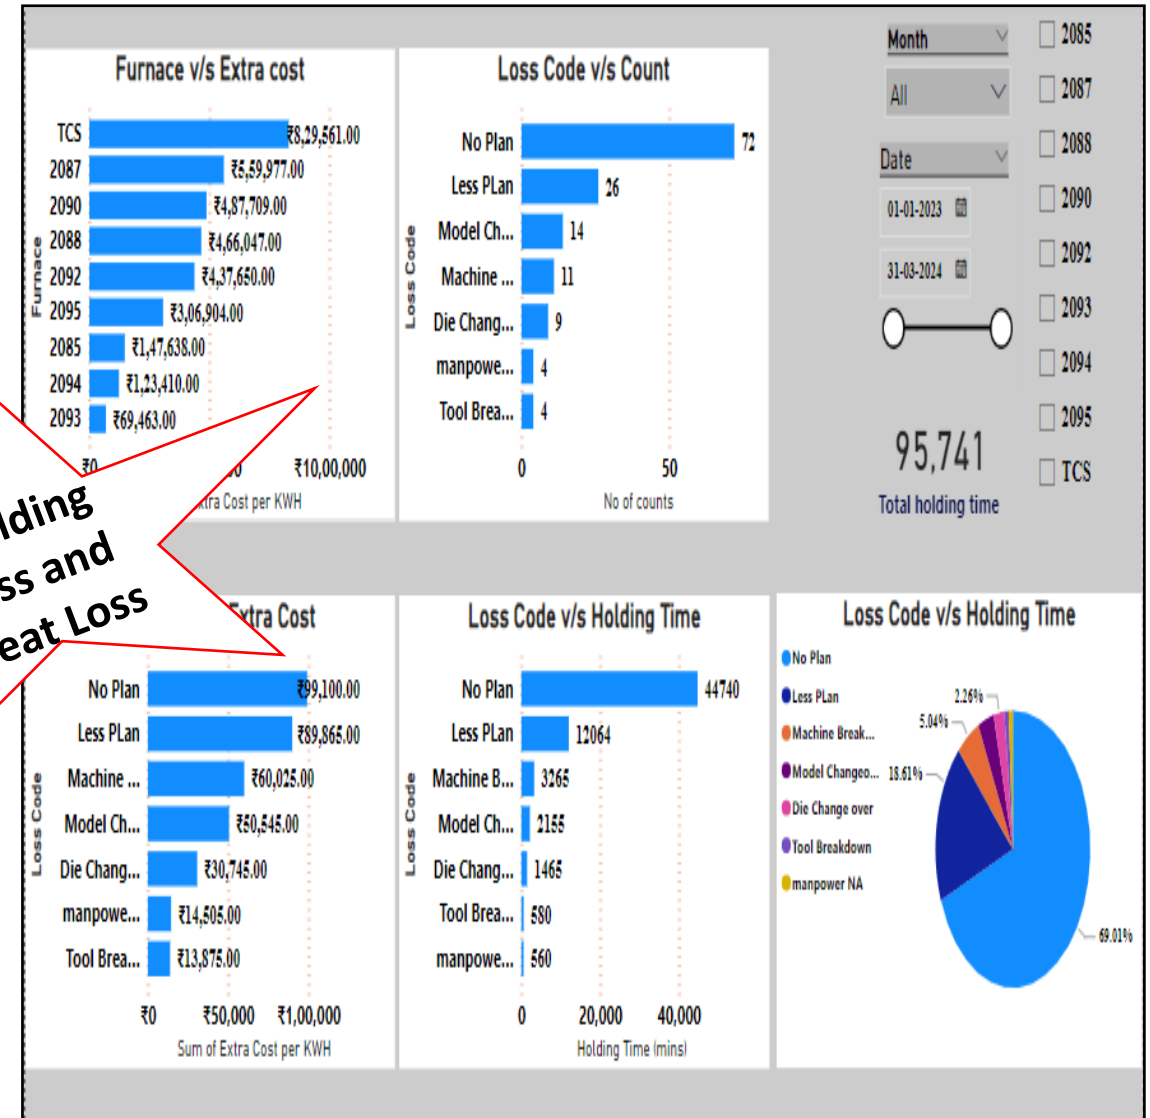 Furnace v/s Extra cost
Furnace
TCS ₹8,29,561.00
2087 ₹5,59,977.00
2090 ₹4,87,709.00
2088 ₹4,66,047.00
2092 ₹4,37,650.00
2095 ₹3,06,904.00
2085 ₹1,47,638.00
2094 ₹1,23,410.00
2093 ₹69,463.00
₹0 ₹10,00,000
Cost per KWH
Loss Code v/s Count
Loss Code
No Plan 72
Less PLan 26
Model Ch... 14
Machine ... 11
Die Chang... 9
manpowe... 4
Tool Brea... 4
0 50
No of counts
Month
All
Date
01-01-2023
31-03-2024
2085
2087
2088
2090
2092
2093
2094
2095
TCS
95,741
Total holding time
lding
ss and
eat Loss
Extra Cost
Loss Code
No Plan ₹99,100.00
Less PLan ₹89,865.00
Machine ... ₹60,025.00
Model Ch... ₹50,545.00
Die Chang... ₹30,745.00
manpowe... ₹14,505.00
Tool Brea... ₹13,875.00
₹0 ₹50,000 ₹1,00,000
Sum of Extra Cost per KWH
Loss Code v/s Holding Time
Loss Code
No Plan 44740
Less PLan 12064
Machine B... 3265
Model Ch... 2155
Die Chang... 1465
Tool Brea... 580
manpowe... 560
0 20,000 40,000
Holding Time (mins)
Loss Code v/s Holding Time
No Plan
Less PLan
Machine Break...
Model Changeo...
Die Change over
Tool Breakdown
manpower NA
2.26%
5.04%
18.61%
69.01%